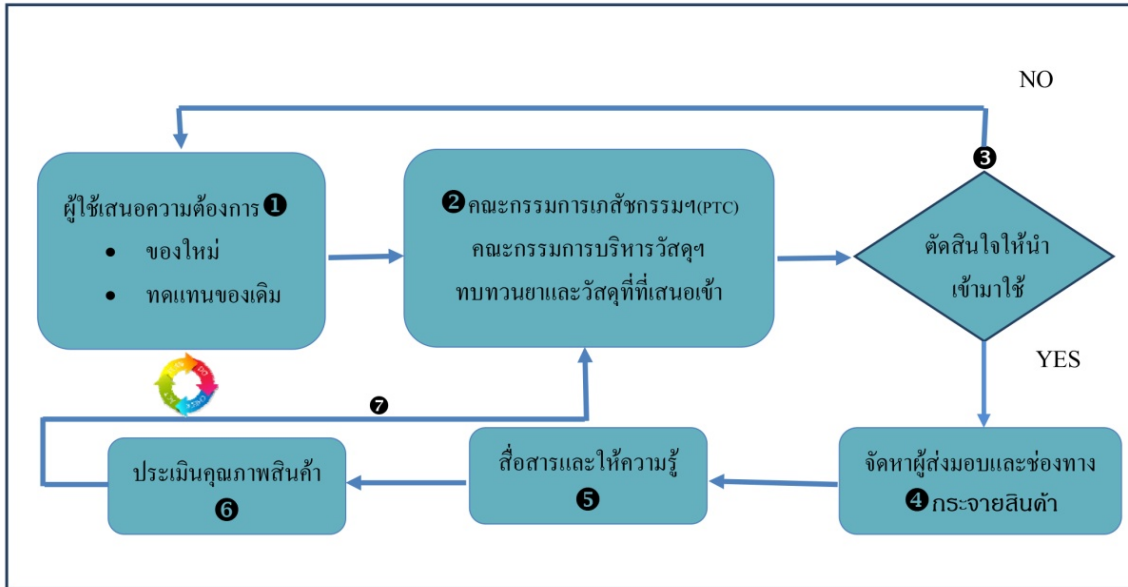 NO
ผู้ใช้เสนอความต้องการ❶
• ของใหม่
• ทดแทนของเดิม
❷คณะกรรมการเภสัชกรรมฯ(PTC)
คณะกรรมการบริหารวัสดุฯ
ทบทวนยาและวัสดุที่ที่เสนอเข้า
❸
ตัดสินใจให้นำ
เข้ามาใช้
YES
จัดหาผู้ส่งมอบและช่องทาง
❹กระจายสินค้า
สื่อสารและให้ความรู้
❺
ประเมินคุณภาพสินค้า
❻
❼